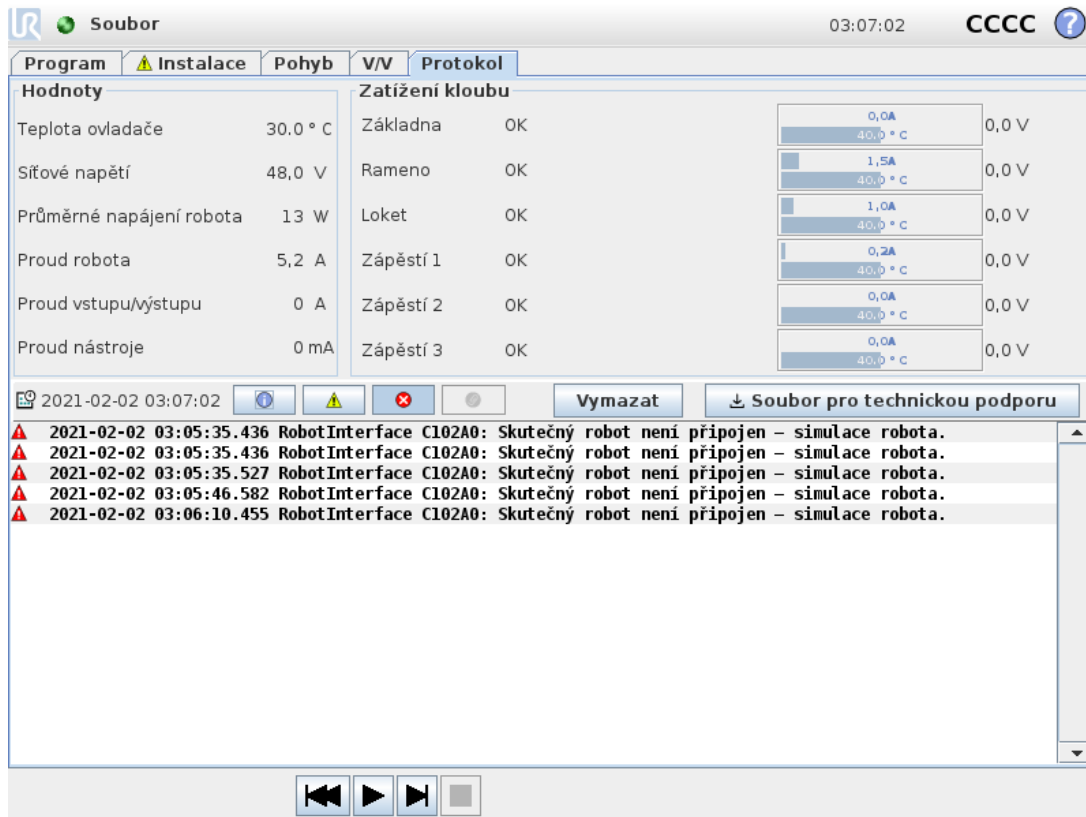 UR Soubor 03:07:02 CCCC ?
Program Instalace Pohyb V/V Protokol
Hodnoty
Teplota ovladače 30.0 ° C
Síťové napětí 48,0 V
Průměrné napájení robota 13 W
Proud robota 5,2 A
Proud vstupu/výstupu 0 A
Proud nástroje 0 mA
Zatížení kloubu
Základna OK 0,0A 40.0 ° C 0,0 V
Rameno OK 1,5A 40.0 ° C 0,0 V
Loket OK 1,0A 40.0 ° C 0,0 V
Zápěstí 1 OK 0,2A 40.0 ° C 0,0 V
Zápěstí 2 OK 0,0A 40.0 ° C 0,0 V
Zápěstí 3 OK 0,0A 40.0 ° C 0,0 V
2021-02-02 03:07:02 Vymazat Soubor pro technickou podporu
2021-02-02 03:05:35.436 RobotInterface C102A0: Skutečný robot není připojen – simulace robota.
2021-02-02 03:05:35.436 RobotInterface C102A0: Skutečný robot není připojen – simulace robota.
2021-02-02 03:05:35.527 RobotInterface C102A0: Skutečný robot není připojen – simulace robota.
2021-02-02 03:05:46.582 RobotInterface C102A0: Skutečný robot není připojen – simulace robota.
2021-02-02 03:06:10.455 RobotInterface C102A0: Skutečný robot není připojen – simulace robota.